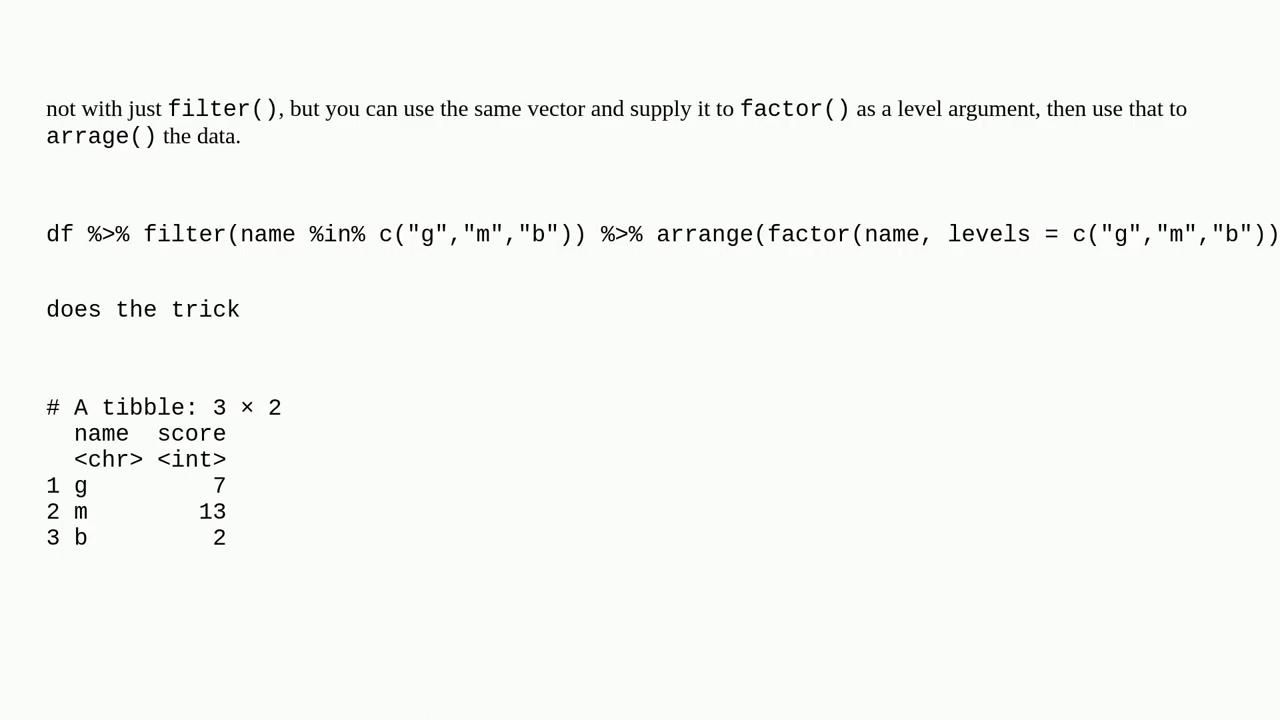 not with just filter(), but you can use the same vector and supply it to factor() as a level argument, then use that to
arrage() the data.
df %>% filter(name %in% c("g","m","b")) %>% arrange(factor(name, levels = c("g","m","b"))
does the trick
# A tibble: 3 × 2
  name  score
  <chr> <int>
1 g         7
2 m        13
3 b         2